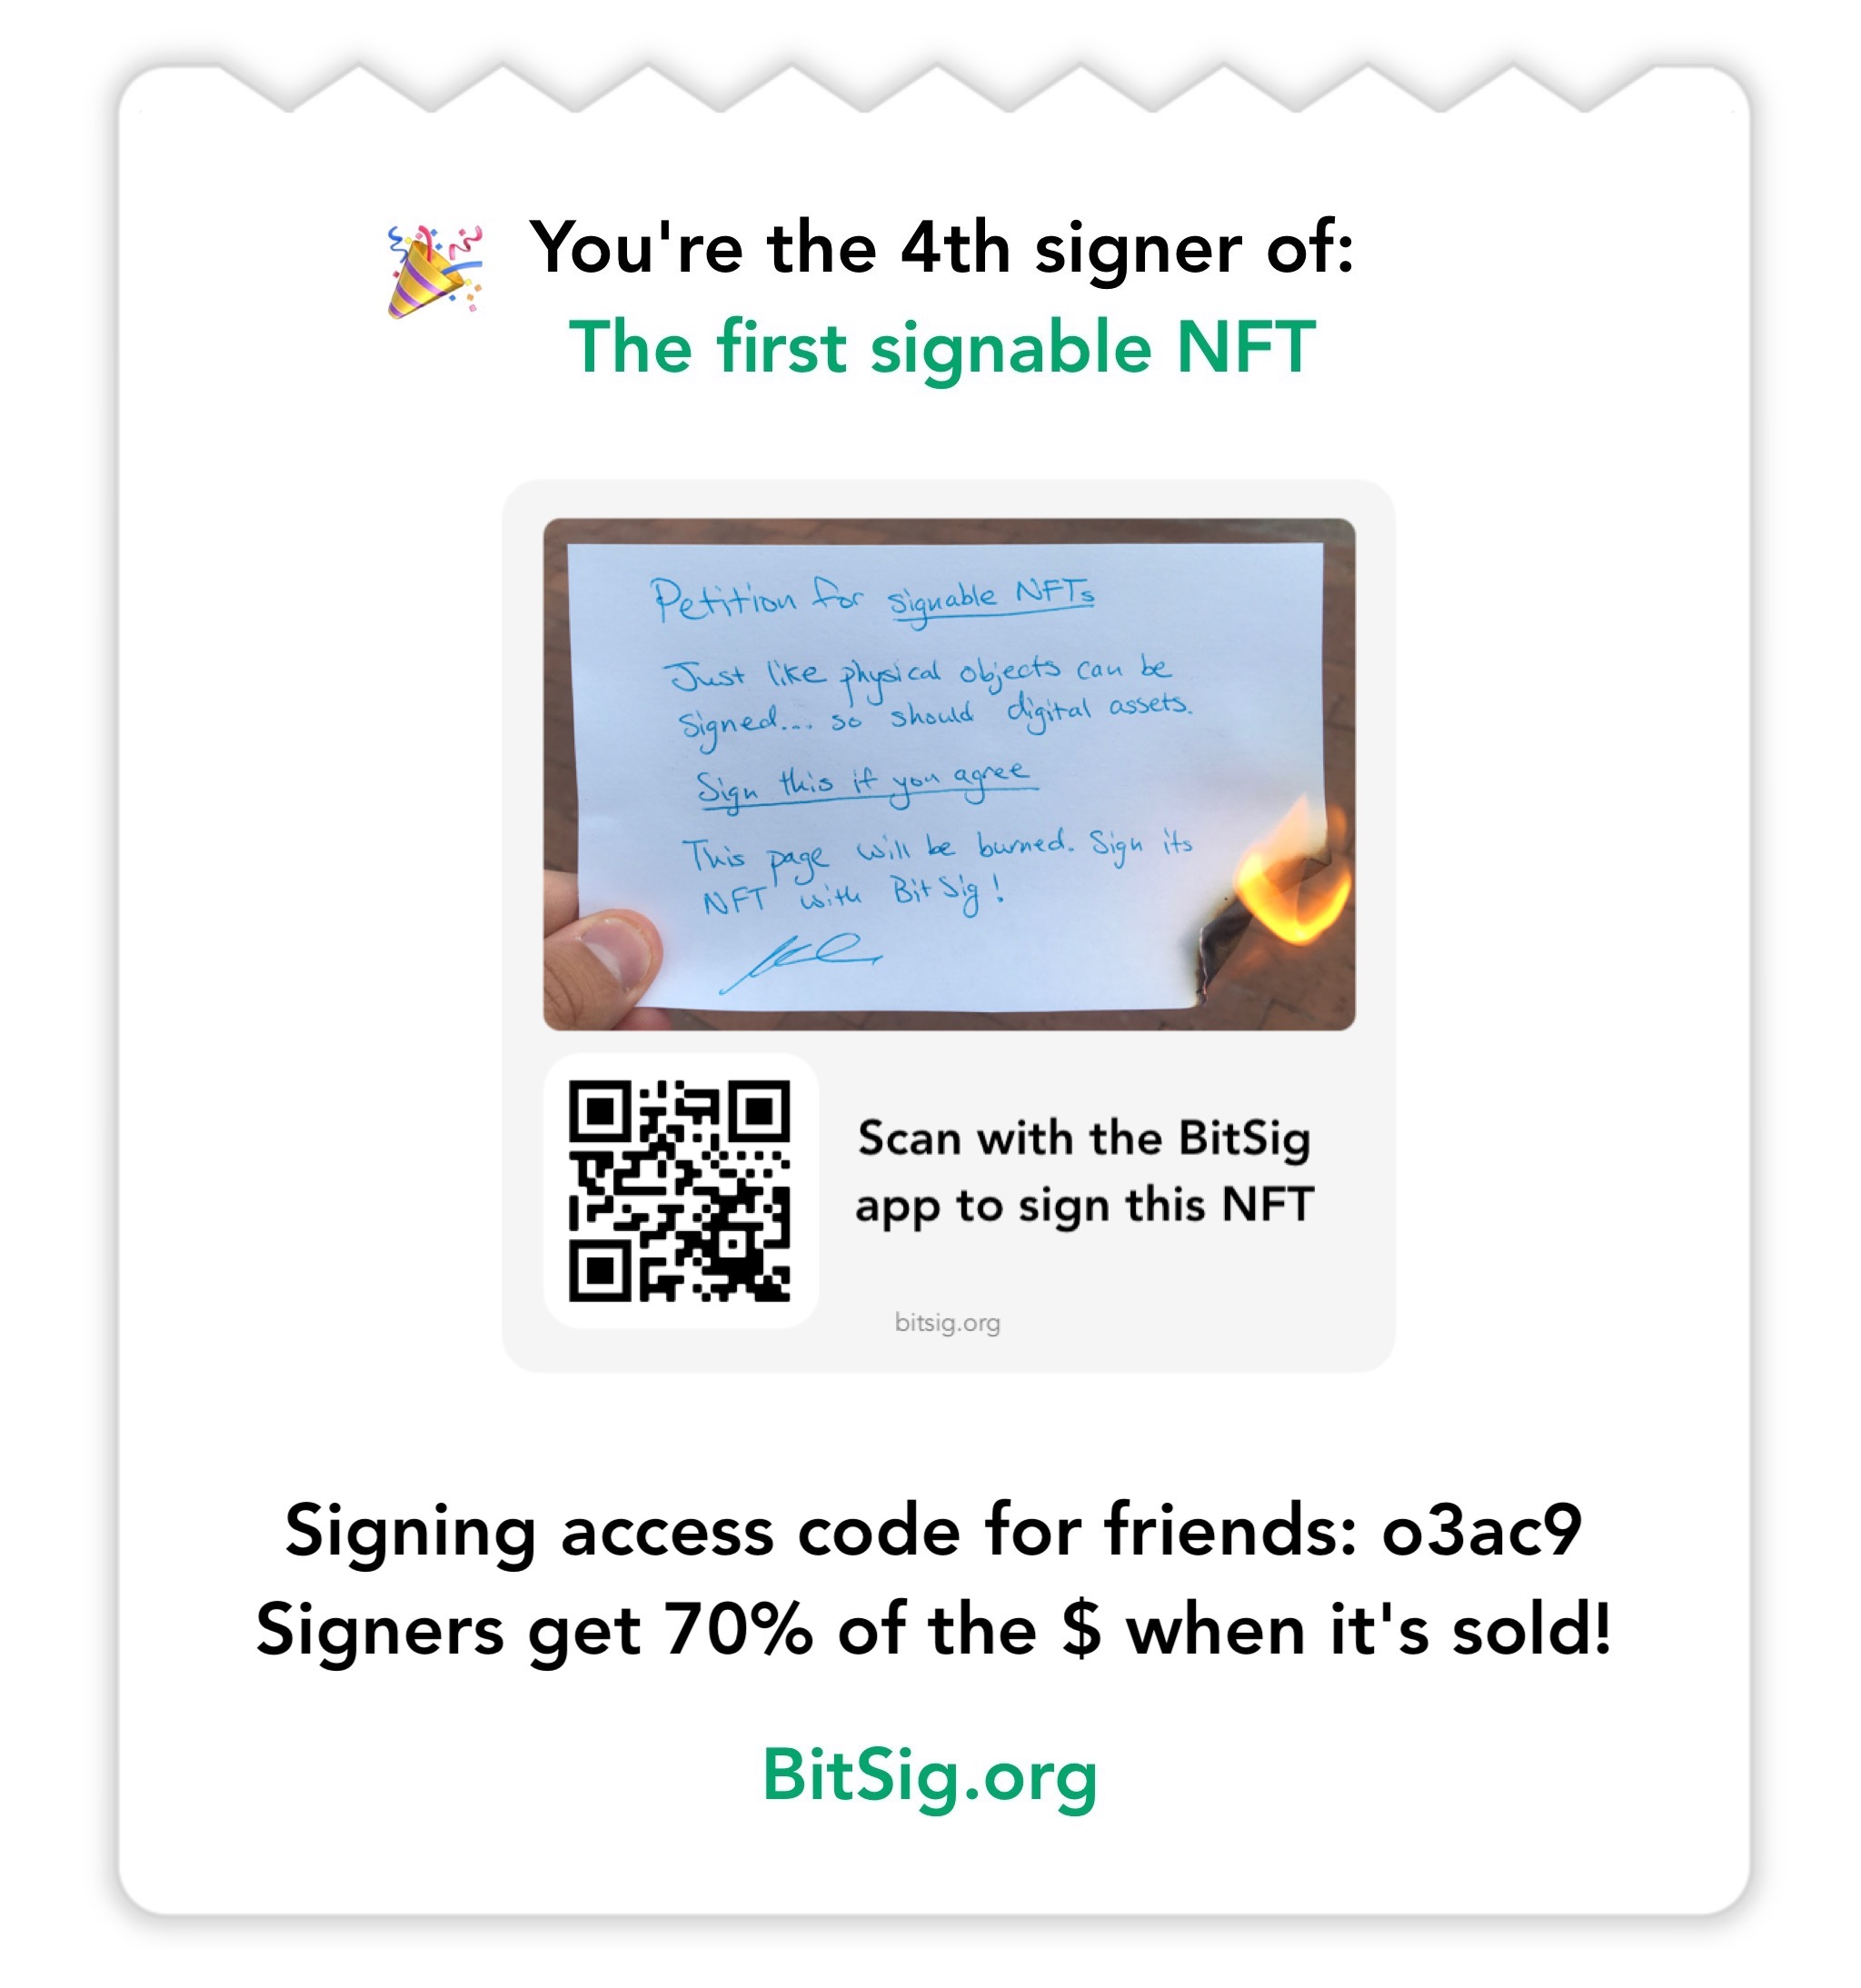 You're the 4th signer of:
The first signable NFT
Petition for signable NFTs
Just like physical objects can be
signed... so should digital assets.
Sign this if you agree
This page will be burned. Sign its
NFT with BitSig!
Scan with the BitSig
app to sign this NFT
bitsig.org
Signing access code for friends: o3ac9
Signers get 70% of the $ when it's sold!
BitSig.org